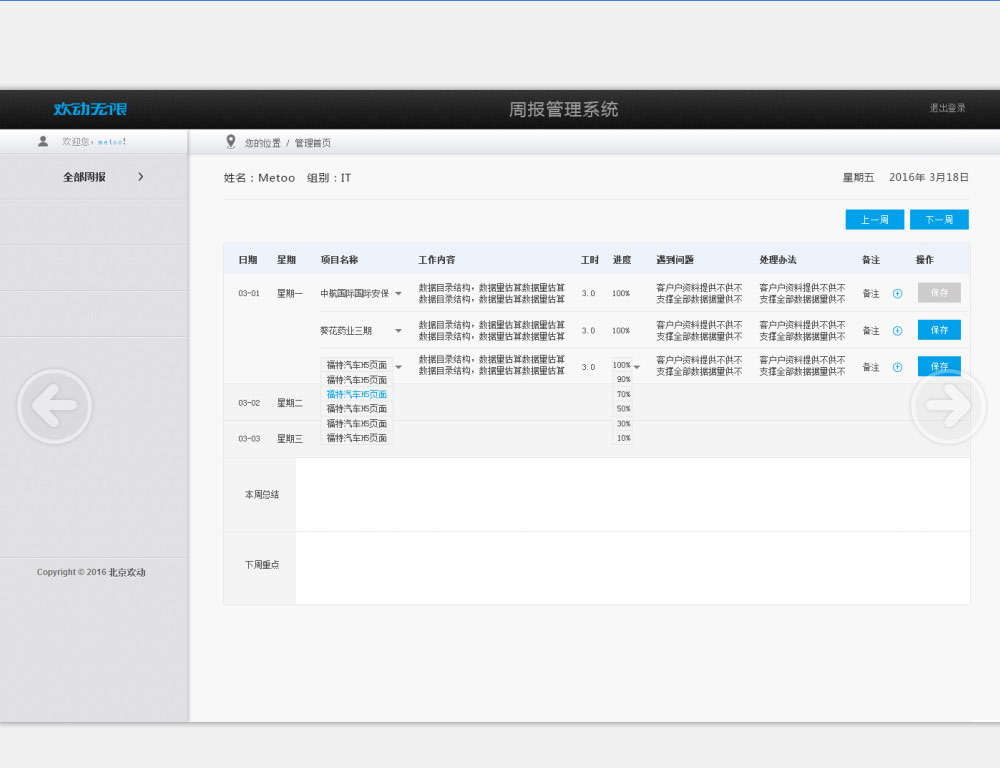 欢动无限
周报管理系统
退出登录
欢迎您，metoo!
您的位置 / 管理首页
全部周报
姓名：Metoo 组别：IT
星期五 2016年 3月18日
上一周 下一周
日期 星期 项目名称 工作内容 工时 进度 遇到问题 处理办法 备注 操作
03-01 星期一 中航国际国际安保
数据目录结构，数据量估算数据量估算
数据目录结构，数据量估算数据量估算
3.0 100%
客户户资料提供不供不
支撑全部数据据量供不
客户户资料提供不供不
支撑全部数据据量供不
备注 保存
葵花药业三期
数据目录结构，数据量估算数据量估算
数据目录结构，数据量估算数据量估算
3.0 100%
客户户资料提供不供不
支撑全部数据据量供不
客户户资料提供不供不
支撑全部数据据量供不
备注 保存
福特汽车H5页面
数据目录结构，数据量估算数据量估算
数据目录结构，数据量估算数据量估算
3.0 100%
客户户资料提供不供不
支撑全部数据据量供不
客户户资料提供不供不
支撑全部数据据量供不
备注 保存
福特汽车H5页面 90%
福特汽车H5页面 70%
03-02 星期二 福特汽车H5页面 50%
福特汽车H5页面 30%
03-03 星期三 福特汽车H5页面 10%
本周总结
下周重点
Copyright © 2016 北京欢动